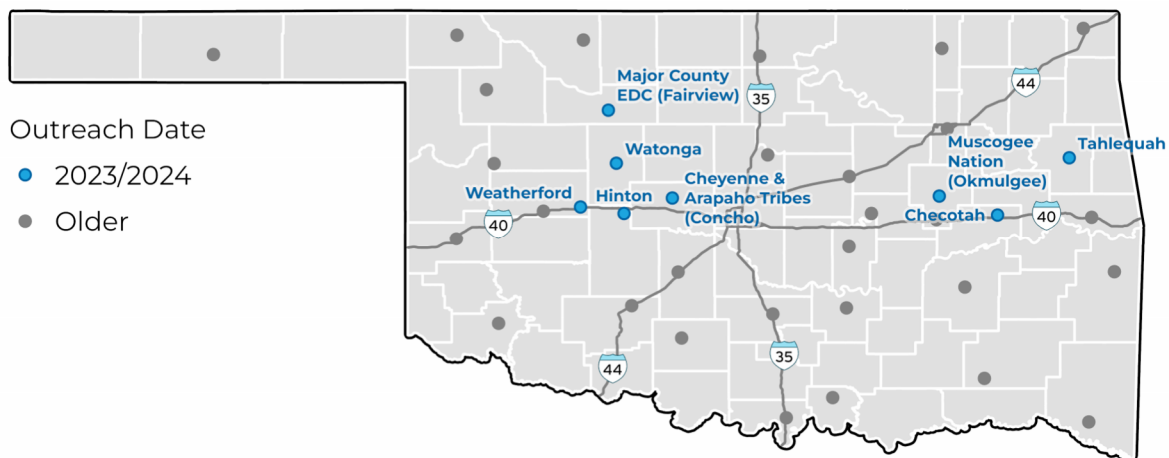 Major County
EDC (Fairview)
35
44
Outreach Date
2023/2024
Older
Watonga
Muscogee
Nation
(Okmulgee)
Tahlequah
Weatherford
Hinton
Cheyenne &
Arapaho Tribes
(Concho)
Checotah
40
40
44
35